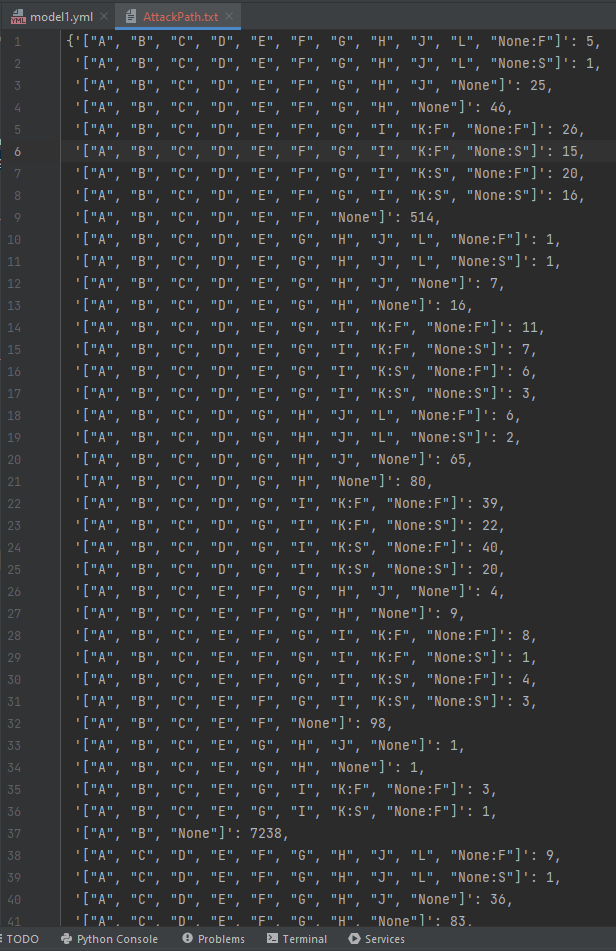 model1.yml AttackPath.txt
1 {'["A", "B", "C", "D", "E", "F", "G", "H", "J", "L", "None:F"]': 5,
2 '["A", "B", "C", "D", "E", "F", "G", "H", "J", "L", "None:S"]': 1,
3 '["A", "B", "C", "D", "E", "F", "G", "H", "J", "None"]': 25,
4 '["A", "B", "C", "D", "E", "F", "G", "H", "None"]': 46,
5 '["A", "B", "C", "D", "E", "F", "G", "I", "K:F", "None:F"]': 26,
6 '["A", "B", "C", "D", "E", "F", "G", "I", "K:F", "None:S"]': 15,
7 '["A", "B", "C", "D", "E", "F", "G", "I", "K:S", "None:F"]': 20,
8 '["A", "B", "C", "D", "E", "F", "G", "I", "K:S", "None:S"]': 16,
9 '["A", "B", "C", "D", "E", "F", "None"]': 514,
10 '["A", "B", "C", "D", "E", "G", "H", "J", "L", "None:F"]': 1,
11 '["A", "B", "C", "D", "E", "G", "H", "J", "L", "None:S"]': 1,
12 '["A", "B", "C", "D", "E", "G", "H", "J", "None"]': 7,
13 '["A", "B", "C", "D", "E", "G", "H", "None"]': 16,
14 '["A", "B", "C", "D", "E", "G", "I", "K:F", "None:F"]': 11,
15 '["A", "B", "C", "D", "E", "G", "I", "K:F", "None:S"]': 7,
16 '["A", "B", "C", "D", "E", "G", "I", "K:S", "None:F"]': 6,
17 '["A", "B", "C", "D", "E", "G", "I", "K:S", "None:S"]': 3,
18 '["A", "B", "C", "D", "G", "H", "J", "L", "None:F"]': 6,
19 '["A", "B", "C", "D", "G", "H", "J", "L", "None:S"]': 2,
20 '["A", "B", "C", "D", "G", "H", "J", "None"]': 65,
21 '["A", "B", "C", "D", "G", "H", "None"]': 80,
22 '["A", "B", "C", "D", "G", "I", "K:F", "None:F"]': 39,
23 '["A", "B", "C", "D", "G", "I", "K:F", "None:S"]': 22,
24 '["A", "B", "C", "D", "G", "I", "K:S", "None:F"]': 40,
25 '["A", "B", "C", "D", "G", "I", "K:S", "None:S"]': 20,
26 '["A", "B", "C", "E", "F", "G", "H", "J", "None"]': 4,
27 '["A", "B", "C", "E", "F", "G", "H", "None"]': 9,
28 '["A", "B", "C", "E", "F", "G", "I", "K:F", "None:F"]': 8,
29 '["A", "B", "C", "E", "F", "G", "I", "K:F", "None:S"]': 1,
30 '["A", "B", "C", "E", "F", "G", "I", "K:S", "None:F"]': 4,
31 '["A", "B", "C", "E", "F", "G", "I", "K:S", "None:S"]': 3,
32 '["A", "B", "C", "E", "F", "None"]': 98,
33 '["A", "B", "C", "E", "G", "H", "J", "None"]': 1,
34 '["A", "B", "C", "E", "G", "H", "None"]': 1,
35 '["A", "B", "C", "E", "G", "I", "K:F", "None:F"]': 3,
36 '["A", "B", "C", "E", "G", "I", "K:S", "None:F"]': 1,
37 '["A", "B", "None"]': 7238,
38 '["A", "C", "D", "E", "F", "G", "H", "J", "L", "None:F"]': 9,
39 '["A", "C", "D", "E", "F", "G", "H", "J", "L", "None:S"]': 1,
40 '["A", "C", "D", "E", "F", "G", "H", "J", "None"]': 36,
41 '["A", "C", "D", "E", "F", "G", "H", "None"]': 83,
TODO Python Console Problems Terminal Services